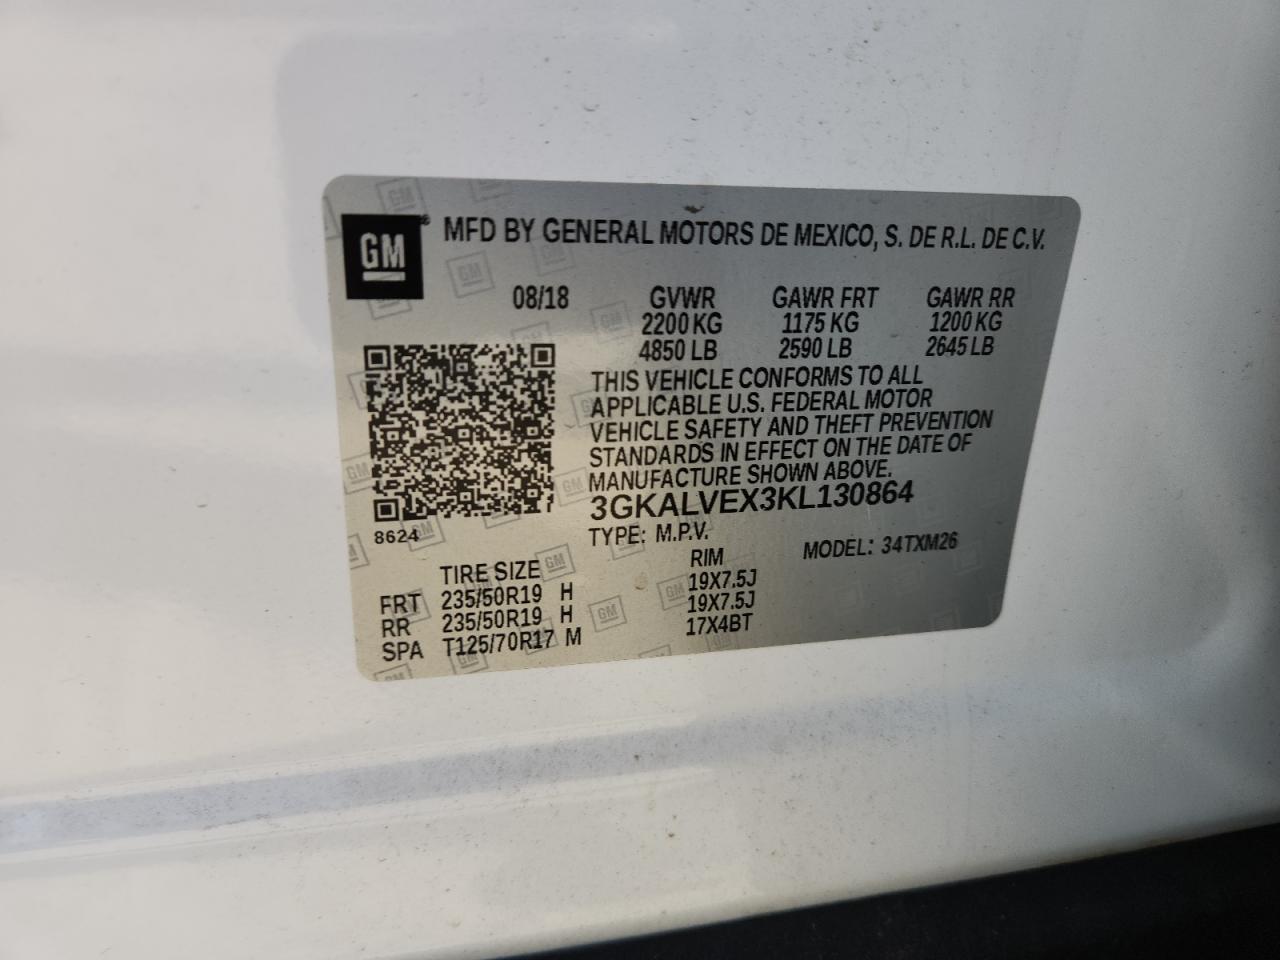 GM® MFD BY GENERAL MOTORS DE MEXICO, S. DE R.L. DE C.V.
08/18 GVWR GAWR FRT GAWR RR
2200 KG 1175 KG 1200 KG
4850 LB 2590 LB 2645 LB
THIS VEHICLE CONFORMS TO ALL
APPLICABLE U.S. FEDERAL MOTOR
VEHICLE SAFETY AND THEFT PREVENTION
STANDARDS IN EFFECT ON THE DATE OF
MANUFACTURE SHOWN ABOVE.
3GKALVEX3KL130864
8624
TYPE: M.P.V. MODEL: 34TXM26
TIRE SIZE RIM
FRT 235/50R19 H 19X7.5J
RR 235/50R19 H 19X7.5J
SPA T125/70R17 M 17X4BT